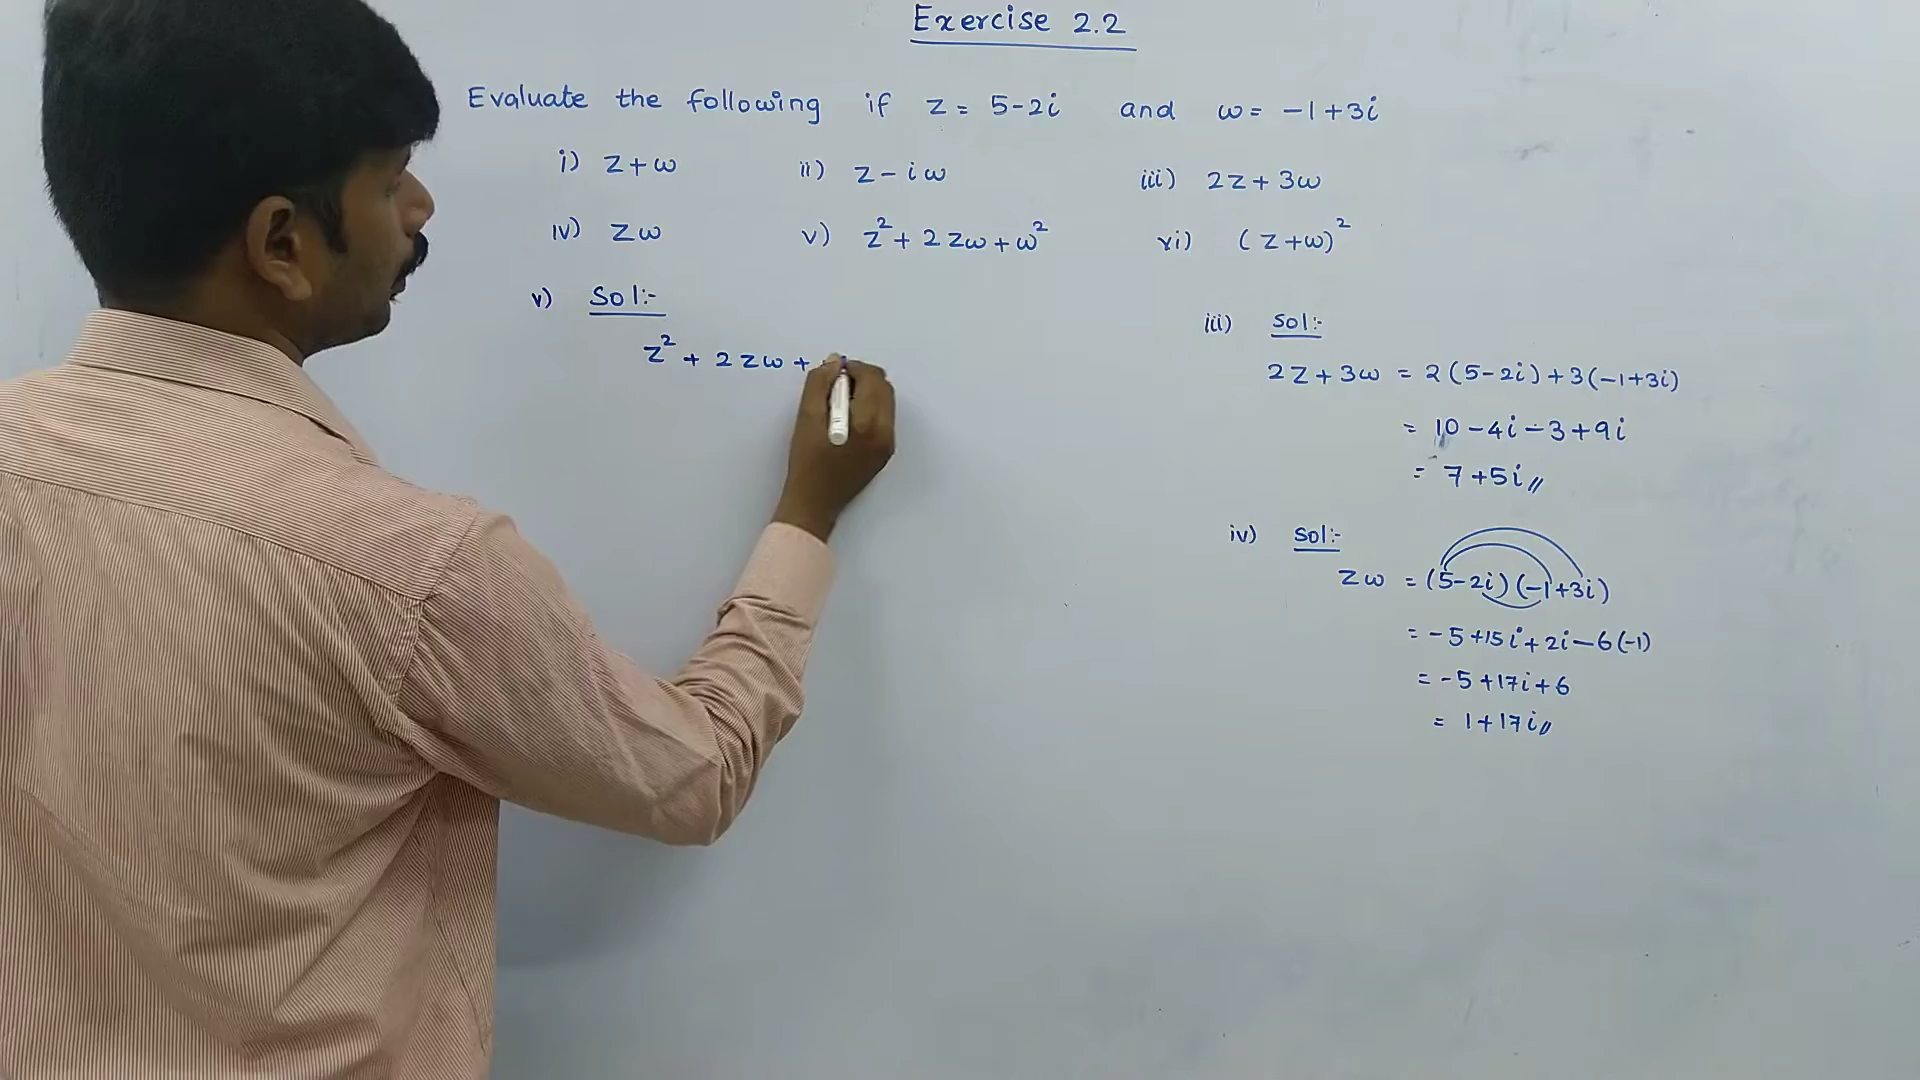 Exercise 2.2
Evaluate the following if z = 5-2i and ω = -1+3i
i) z+ω ii) z-iω iii) 2z+3ω
iv) zω v) z²+2zω+ω² vi) (z+ω)²
v) Sol:-
z² + 2zω +
iii) Sol:-
2z+3ω = 2(5-2i)+3(-1+3i)
= 10-4i-3+9i
= 7+5i//
iv) Sol:-
zω = (5-2i)(-1+3i)
= -5+15i+2i-6(-1)
= -5+17i+6
= 1+17i//